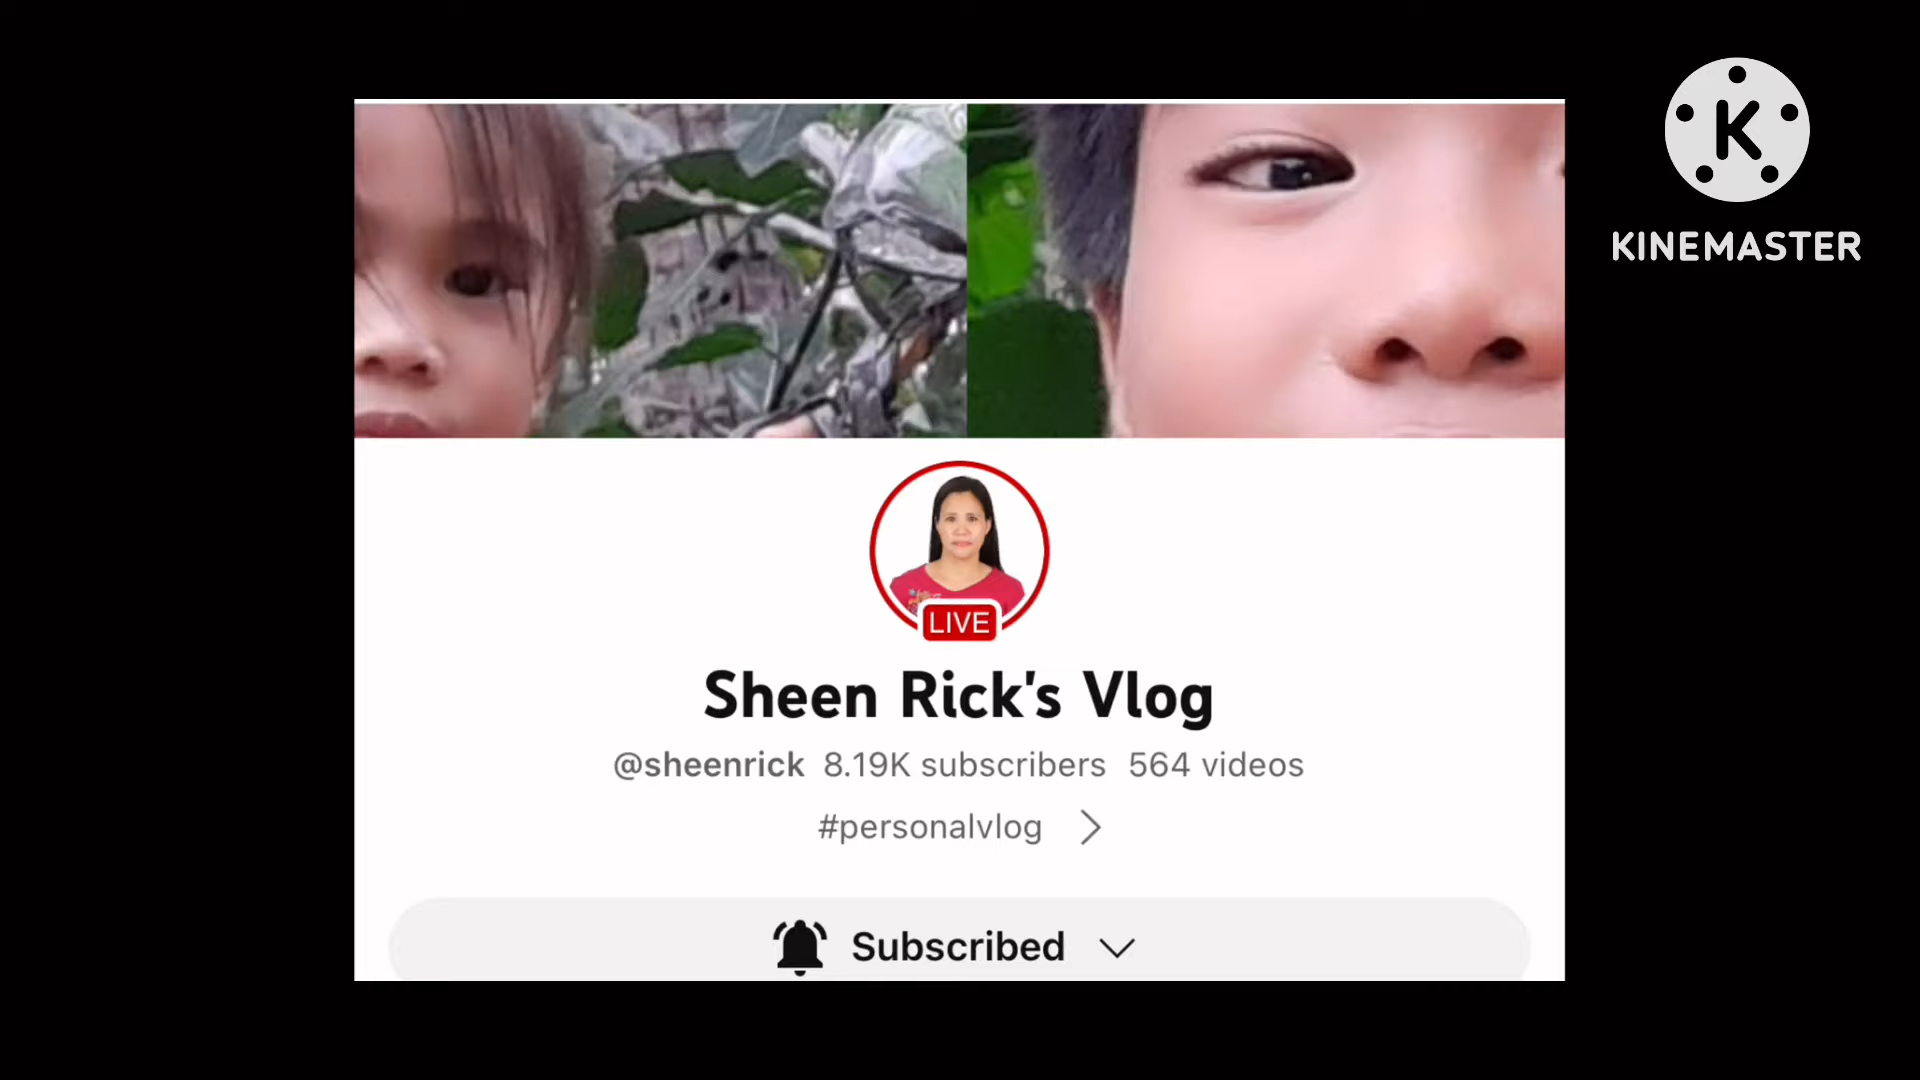 K
KINEMASTER
LIVE
Sheen Rick's Vlog
@sheenrick 8.19K subscribers 564 videos
#personalvlog
Subscribed